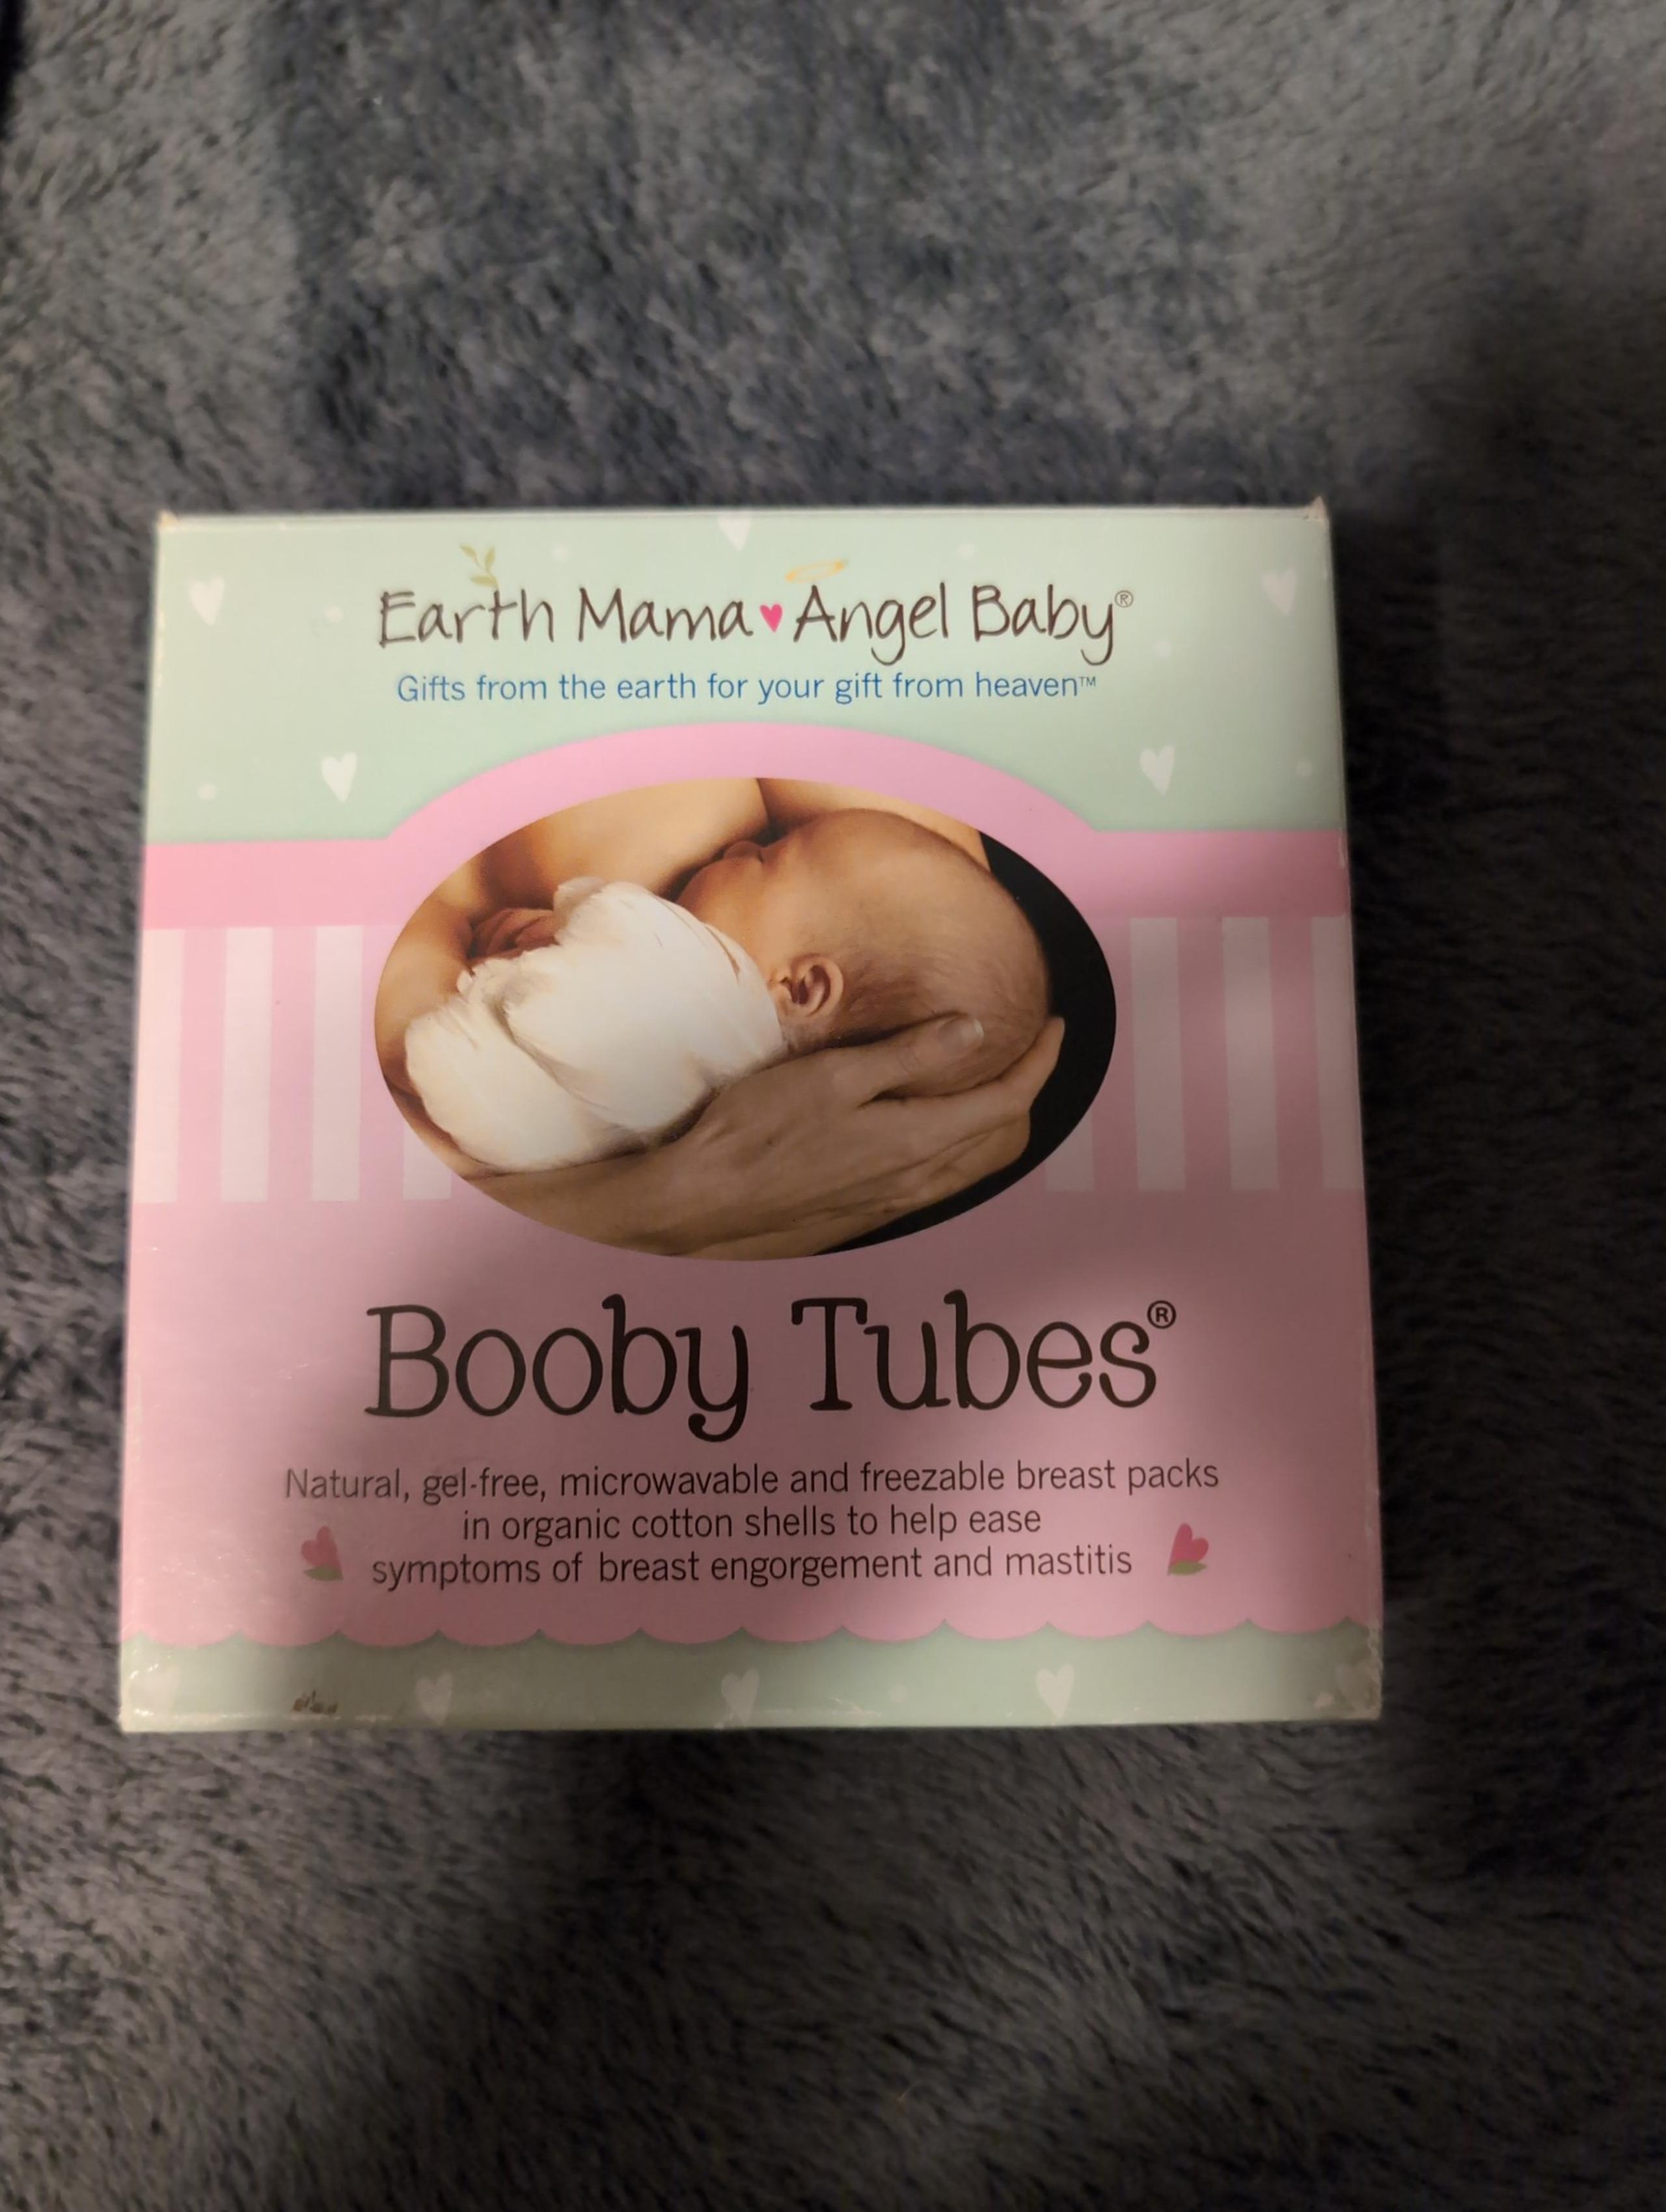 Earth Mama♥Angel Baby®
Gifts from the earth for your gift from heaven™
Booby Tubes®
Natural, gel-free, microwavable and freezable breast packs
in organic cotton shells to help ease
symptoms of breast engorgement and mastitis